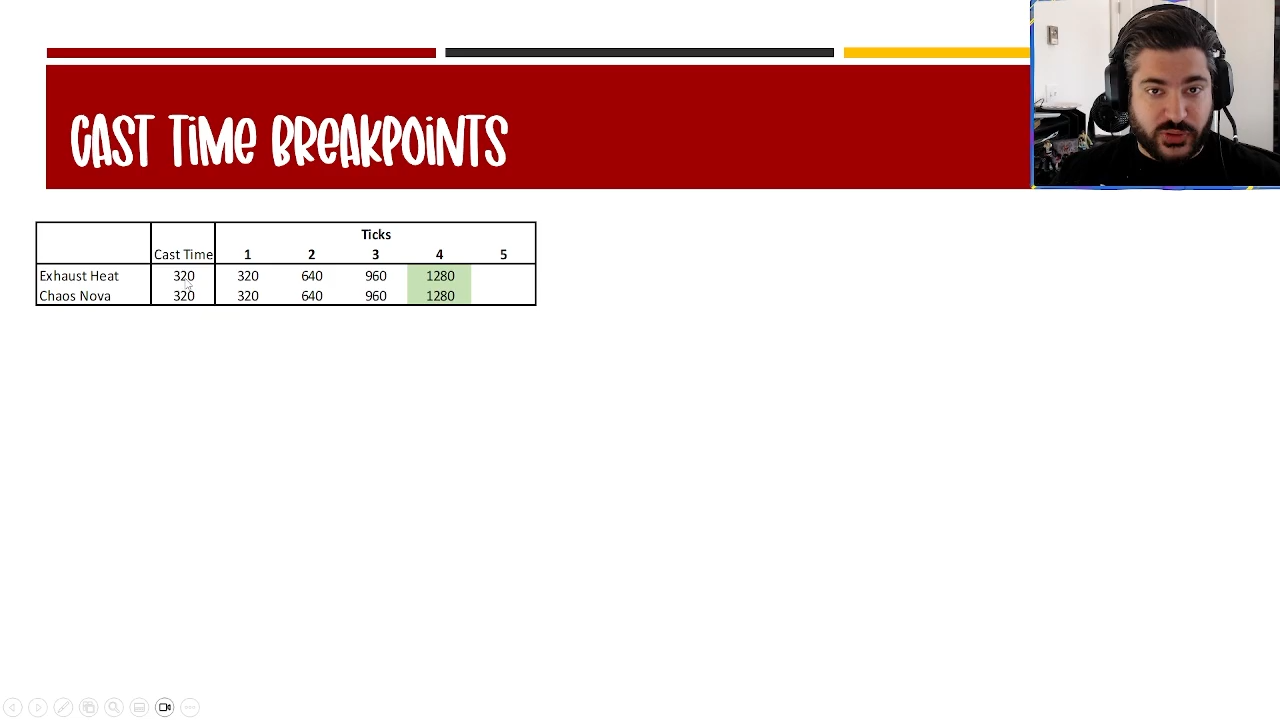 CAST TIME BREAKPOINTS
Ticks
Cast Time 1 2 3 4 5
Exhaust Heat 320 320 640 960 1280
Chaos Nova 320 320 640 960 1280